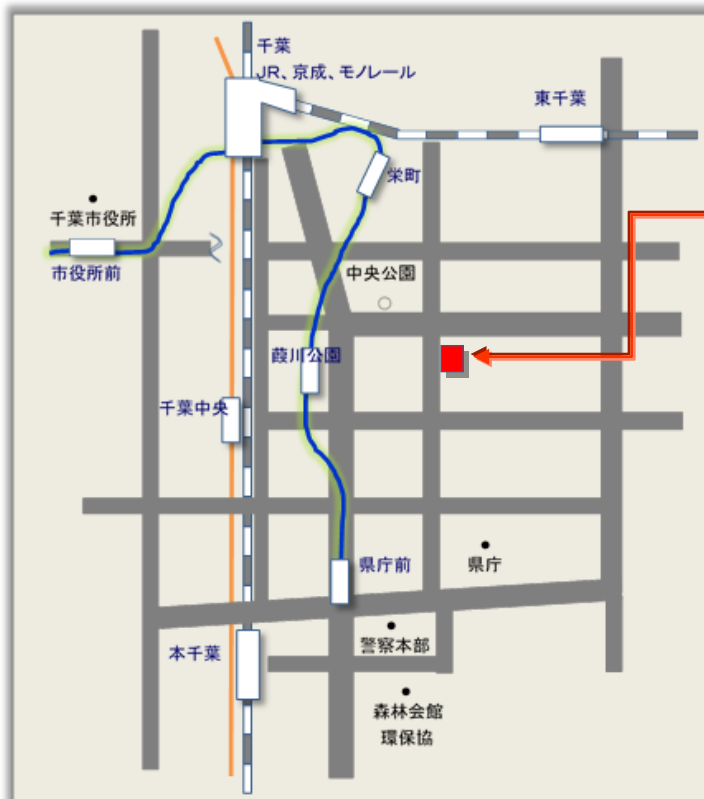 千葉
JR、京成、モノレール
東千葉
栄町
千葉市役所
市役所前
中央公園
葭川公園
千葉中央
県庁前
県庁
警察本部
本千葉
森林会館
環保協